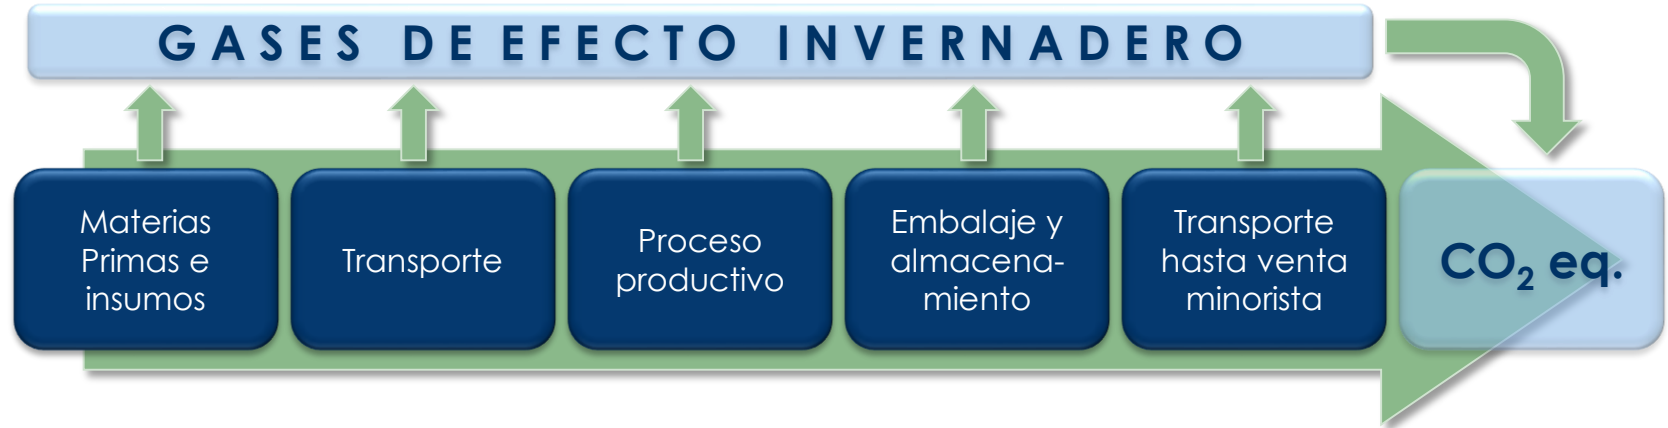 GASES DE EFECTO INVERNADERO
Materias
Primas e
insumos
Transporte
Proceso
productivo
Embalaje y
almacena-
miento
Transporte
hasta venta
minorista
CO₂ eq.